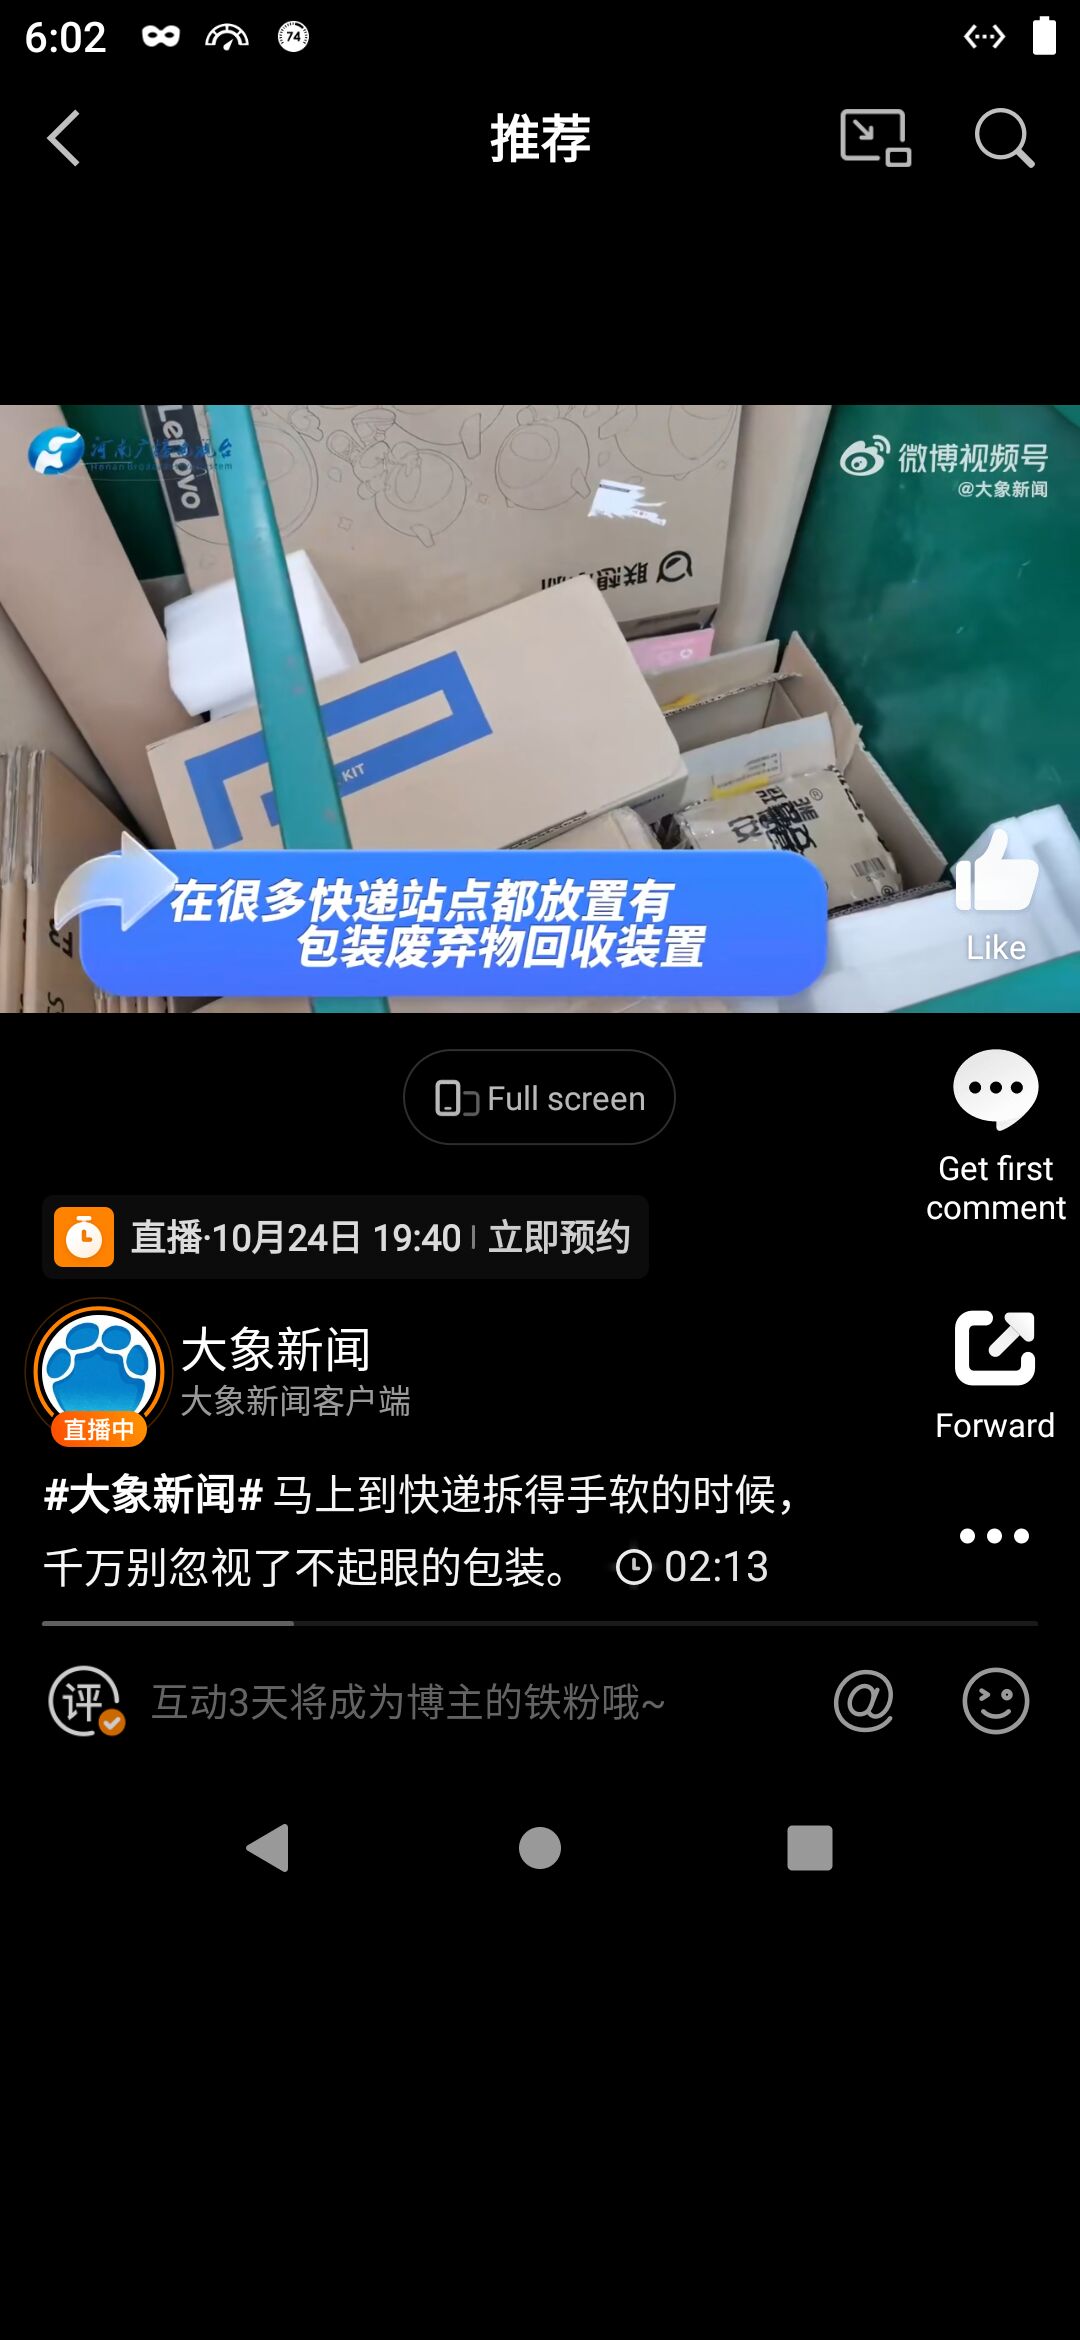 6:02
74
推荐
Lenovo
河南广播电视台
微博视频号
@大象新闻
KIT
在很多快递站点都放置有
包装废弃物回收装置
Like
Full screen
Get first
comment
直播·10月24日 19:40 | 立即预约
大象新闻
大象新闻客户端
直播中
Forward
#大象新闻# 马上到快递拆得手软的时候，
千万别忽视了不起眼的包装。 02:13
评 互动3天将成为博主的铁粉哦~